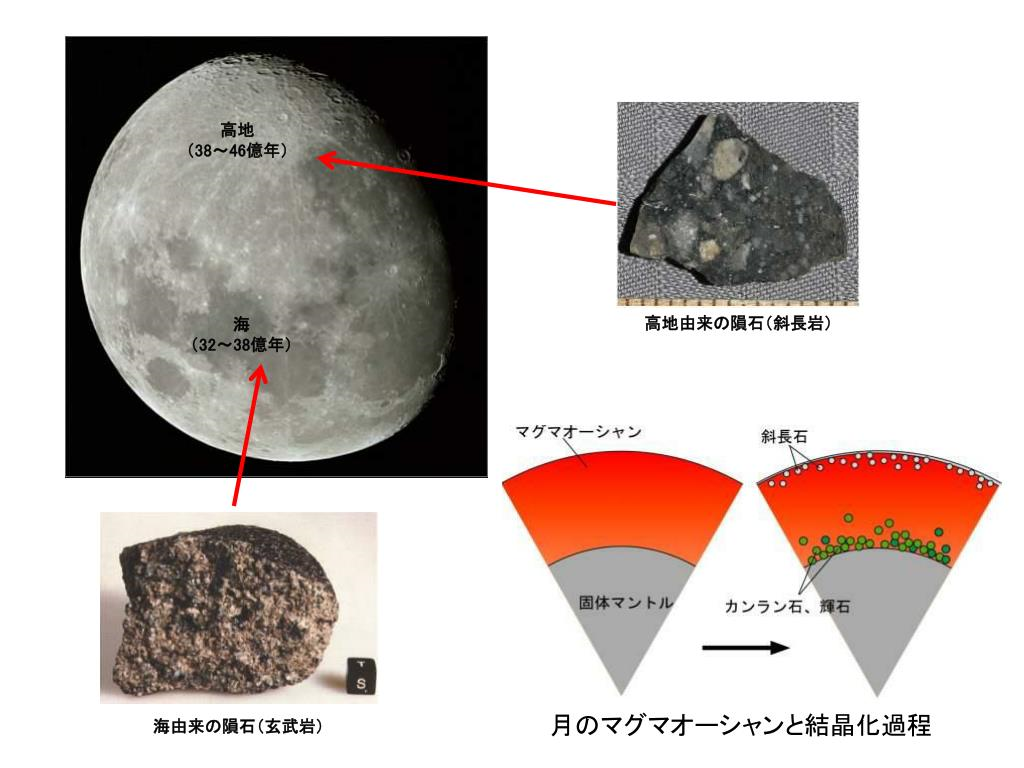 高地
（38～46億年）
海
（32～38億年）
高地由来の隕石（斜長岩）
海由来の隕石（玄武岩）
T
S
マグマオーシャン
固体マントル
斜長石
カンラン石、輝石
月のマグマオーシャンと結晶化過程